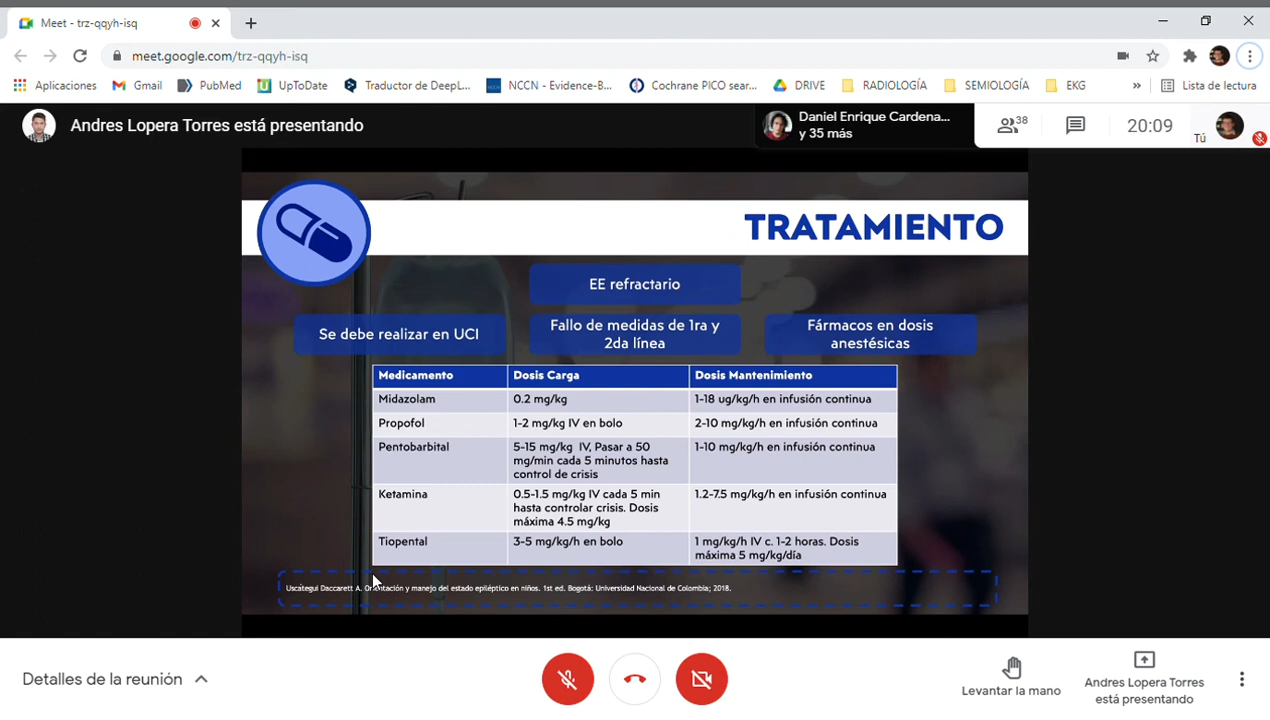 Meet - trz-qqyh-isq
meet.google.com/trz-qqyh-isq
Aplicaciones Gmail PubMed UpToDate Traductor de DeepL... NCCN - Evidence-B... Cochrane PICO sear... DRIVE RADIOLOGÍA SEMIOLOGÍA EKG » Lista de lectura
Andres Lopera Torres está presentando
Daniel Enrique Cardena...
y 35 más
38
20:09
Tú
TRATAMIENTO
EE refractario
Se debe realizar en UCI
Fallo de medidas de 1ra y
2da línea
Fármacos en dosis
anestésicas
Medicamento Dosis Carga Dosis Mantenimiento
Midazolam 0.2 mg/kg 1-18 ug/kg/h en infusión continua
Propofol 1-2 mg/kg IV en bolo 2-10 mg/kg/h en infusión continua
Pentobarbital 5-15 mg/kg IV, Pasar a 50 1-10 mg/kg/h en infusión continua
mg/min cada 5 minutos hasta
control de crisis
Ketamina 0.5-1.5 mg/kg IV cada 5 min 1.2-7.5 mg/kg/h en infusión continua
hasta controlar crisis. Dosis
máxima 4.5 mg/kg
Tiopental 3-5 mg/kg/h en bolo 1 mg/kg/h IV c. 1-2 horas. Dosis
máxima 5 mg/kg/día
Uscátegui Daccarett A. Orientación y manejo del estado epiléptico en niños. 1st ed. Bogotá: Universidad Nacional de Colombia; 2018.
Detalles de la reunión
Levantar la mano
Andres Lopera Torres
está presentando